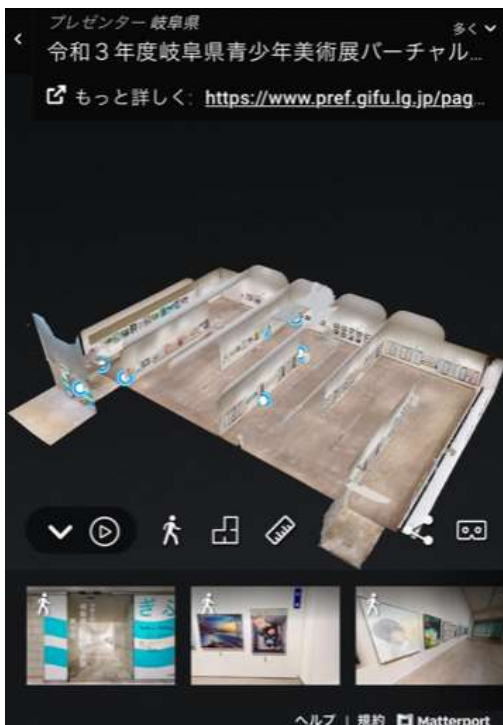 プレゼンター 岐阜県
多く
令和３年度岐阜県青少年美術展バーチャル...
もっと詳しく: https://www.pref.gifu.lg.jp/pag...
ぎふ
ヘルプ | 規約 Matterport